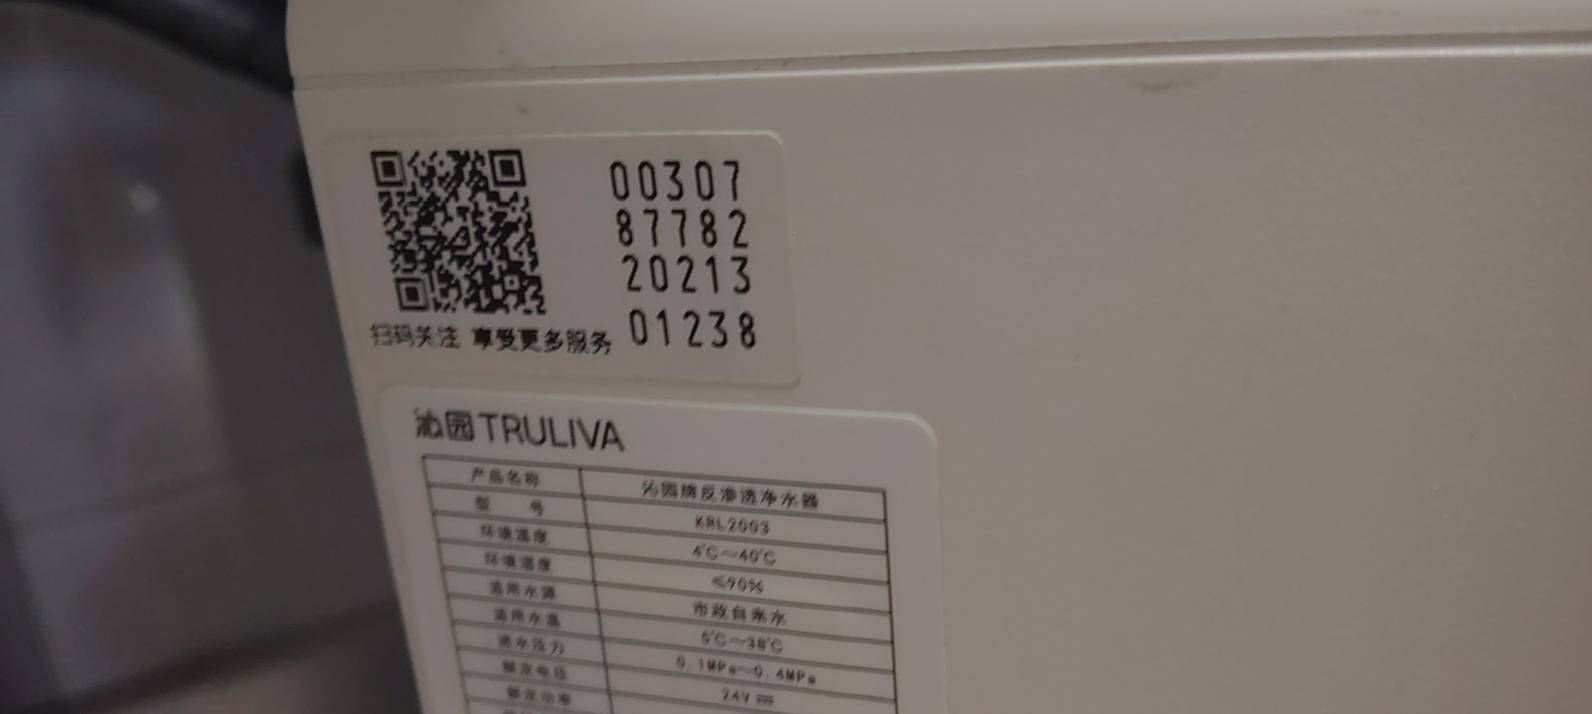 00307
87782
20213
01238
扫码关注 享受更多服务
沁园TRULIVA
产品名称 沁园牌反渗透净水器
型 号 KRL2003
环境温度 4℃～40℃
环境湿度 ≤90%
适用水源 市政自来水
适用水温 5℃～38℃
进水压力 0.1MPa～0.4MPa
额定电压 24V
额定功率